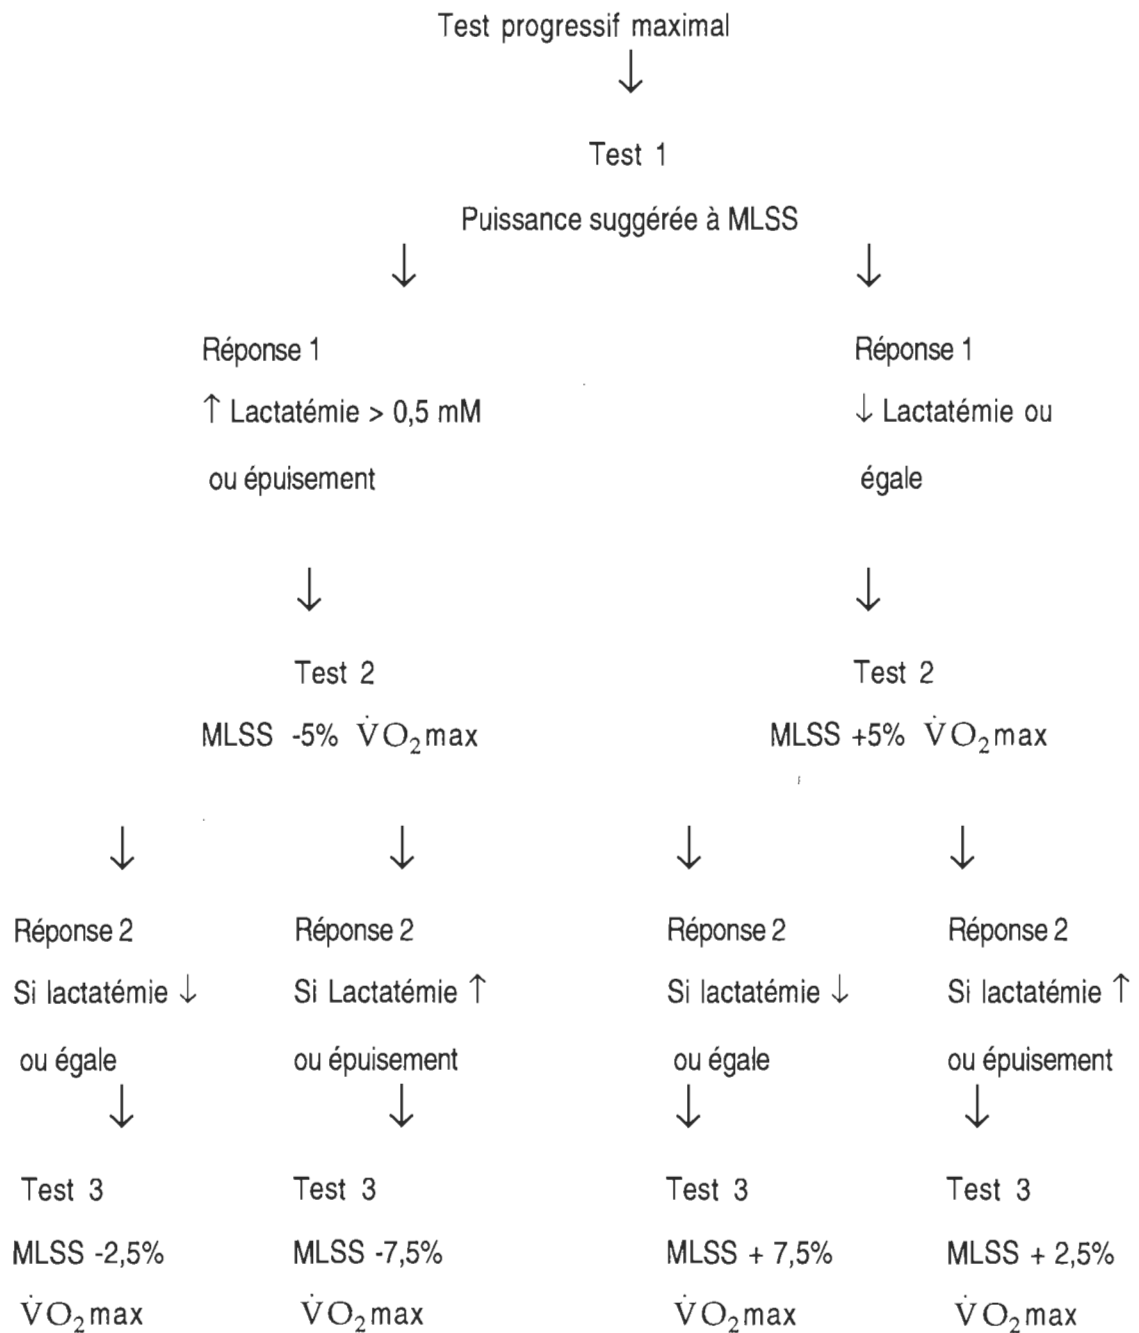 Test progressif maximal
↓
Test 1
Puissance suggérée à MLSS
↓ ↓
Réponse 1 Réponse 1
↑ Lactatémie > 0,5 mM ↓ Lactatémie ou
ou épuisement égale
↓ ↓
Test 2 Test 2
MLSS -5% V̇O₂max MLSS +5% V̇O₂max
↓ ↓ ↓ ↓
Réponse 2 Réponse 2 Réponse 2 Réponse 2
Si lactatémie ↓ Si Lactatémie ↑ Si lactatémie ↓ Si lactatémie ↑
ou égale ou épuisement ou égale ou épuisement
↓ ↓ ↓ ↓
Test 3 Test 3 Test 3 Test 3
MLSS -2,5% MLSS -7,5% MLSS + 7,5% MLSS + 2,5%
V̇O₂max V̇O₂max V̇O₂max V̇O₂max